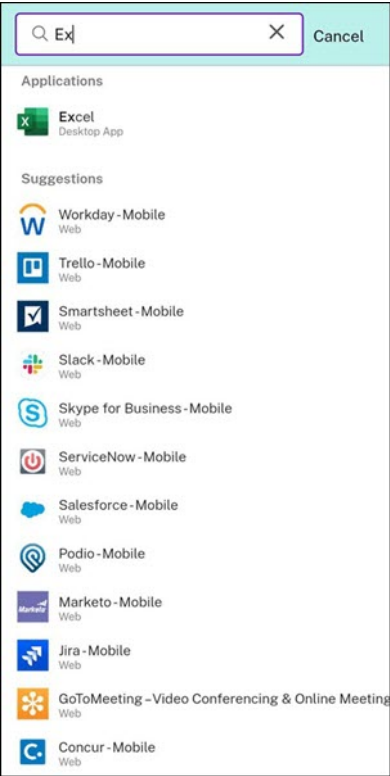 Ex
Cancel
Applications
Excel
Desktop App
Suggestions
Workday - Mobile
Web
Trello - Mobile
Web
Smartsheet - Mobile
Web
Slack - Mobile
Web
Skype for Business - Mobile
Web
ServiceNow - Mobile
Web
Salesforce - Mobile
Web
Podio - Mobile
Web
Marketo
Marketo - Mobile
Web
Jira - Mobile
Web
GoToMeeting – Video Conferencing & Online Meeting
Web
Concur - Mobile
Web